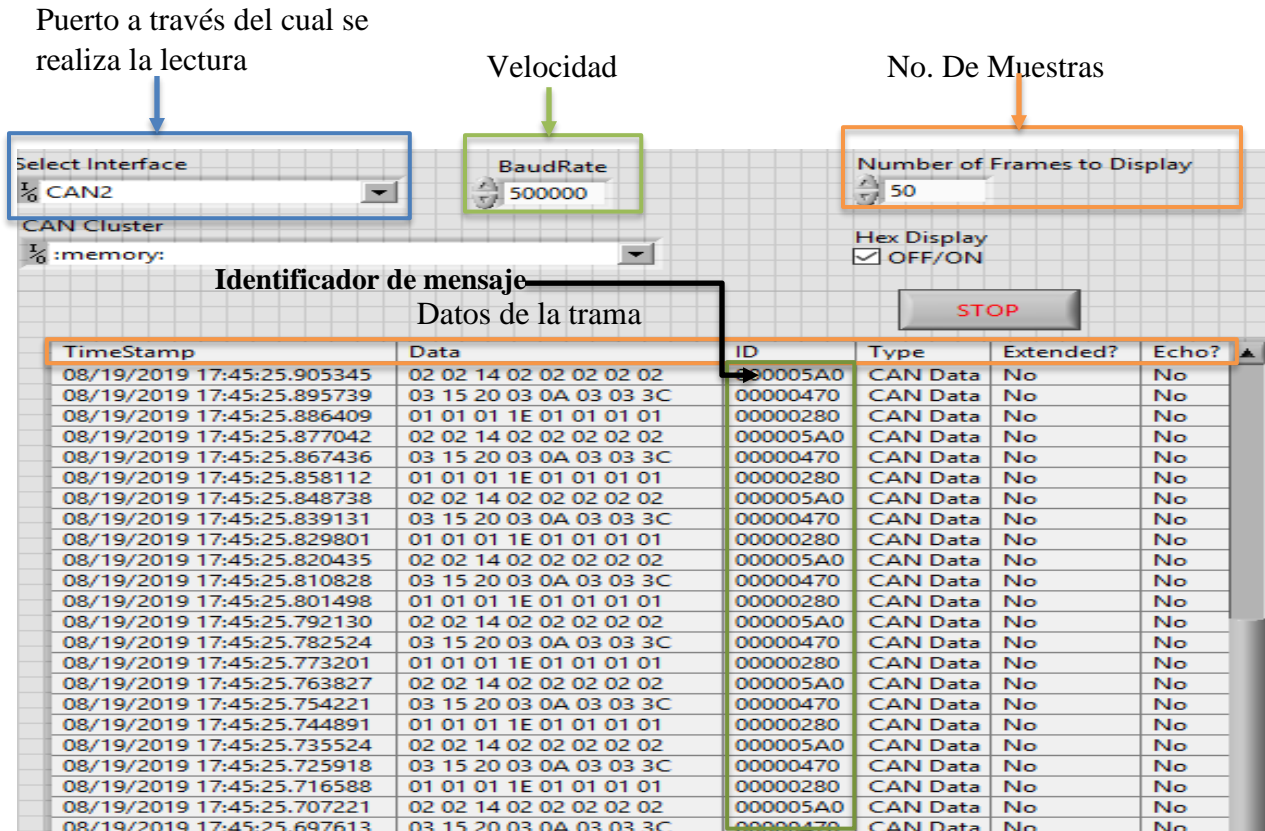 Puerto a través del cual se
realiza la lectura
Velocidad
No. De Muestras
Select Interface
BaudRate
Number of Frames to Display
CAN2
500000
50
CAN Cluster
:memory:
Hex Display
OFF/ON
Identificador de mensaje
Datos de la trama
STOP
TimeStamp Data ID Type Extended? Echo?
08/19/2019 17:45:25.905345 02 02 14 02 02 02 02 02 000005A0 CAN Data No No
08/19/2019 17:45:25.895739 03 15 20 03 0A 03 03 3C 00000470 CAN Data No No
08/19/2019 17:45:25.886409 01 01 01 1E 01 01 01 01 00000280 CAN Data No No
08/19/2019 17:45:25.877042 02 02 14 02 02 02 02 02 000005A0 CAN Data No No
08/19/2019 17:45:25.867436 03 15 20 03 0A 03 03 3C 00000470 CAN Data No No
08/19/2019 17:45:25.858112 01 01 01 1E 01 01 01 01 00000280 CAN Data No No
08/19/2019 17:45:25.848738 02 02 14 02 02 02 02 02 000005A0 CAN Data No No
08/19/2019 17:45:25.839131 03 15 20 03 0A 03 03 3C 00000470 CAN Data No No
08/19/2019 17:45:25.829801 01 01 01 1E 01 01 01 01 00000280 CAN Data No No
08/19/2019 17:45:25.820435 02 02 14 02 02 02 02 02 000005A0 CAN Data No No
08/19/2019 17:45:25.810828 03 15 20 03 0A 03 03 3C 00000470 CAN Data No No
08/19/2019 17:45:25.801498 01 01 01 1E 01 01 01 01 00000280 CAN Data No No
08/19/2019 17:45:25.792130 02 02 14 02 02 02 02 02 000005A0 CAN Data No No
08/19/2019 17:45:25.782524 03 15 20 03 0A 03 03 3C 00000470 CAN Data No No
08/19/2019 17:45:25.773201 01 01 01 1E 01 01 01 01 00000280 CAN Data No No
08/19/2019 17:45:25.763827 02 02 14 02 02 02 02 02 000005A0 CAN Data No No
08/19/2019 17:45:25.754221 03 15 20 03 0A 03 03 3C 00000470 CAN Data No No
08/19/2019 17:45:25.744891 01 01 01 1E 01 01 01 01 00000280 CAN Data No No
08/19/2019 17:45:25.735524 02 02 14 02 02 02 02 02 000005A0 CAN Data No No
08/19/2019 17:45:25.725918 03 15 20 03 0A 03 03 3C 00000470 CAN Data No No
08/19/2019 17:45:25.716588 01 01 01 1E 01 01 01 01 00000280 CAN Data No No
08/19/2019 17:45:25.707221 02 02 14 02 02 02 02 02 000005A0 CAN Data No No
08/19/2019 17:45:25.697613 03 15 20 03 0A 03 03 3C 00000470 CAN Data No No